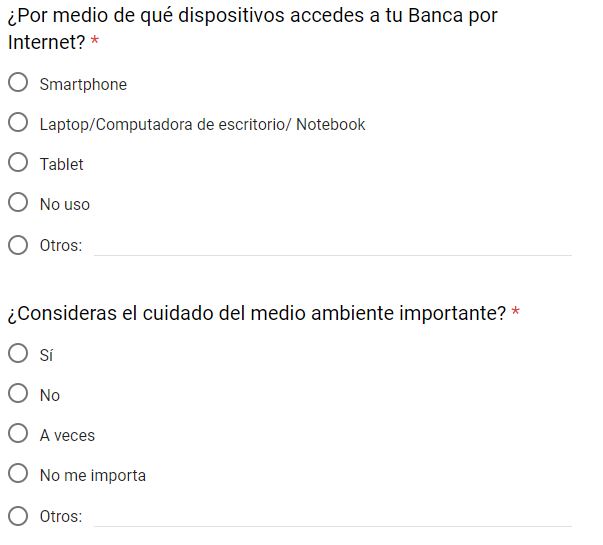 ¿Por medio de qué dispositivos accedes a tu Banca por
Internet? *
Smartphone
Laptop/Computadora de escritorio/ Notebook
Tablet
No uso
Otros:
¿Consideras el cuidado del medio ambiente importante? *
Sí
No
A veces
No me importa
Otros: